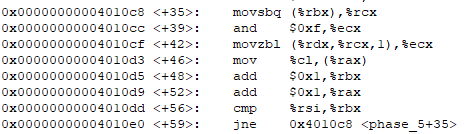 0x00000000004010c8 <+35>: movsbq (%rbx),%rcx
0x00000000004010cc <+39>: and $0xf,%ecx
0x00000000004010cf <+42>: movzbl (%rdx,%rcx,1),%ecx
0x00000000004010d3 <+46>: mov %cl,(%rax)
0x00000000004010d5 <+48>: add $0x1,%rbx
0x00000000004010d9 <+52>: add $0x1,%rax
0x00000000004010dd <+56>: cmp %rsi,%rbx
0x00000000004010e0 <+59>: jne 0x4010c8 <phase_5+35>